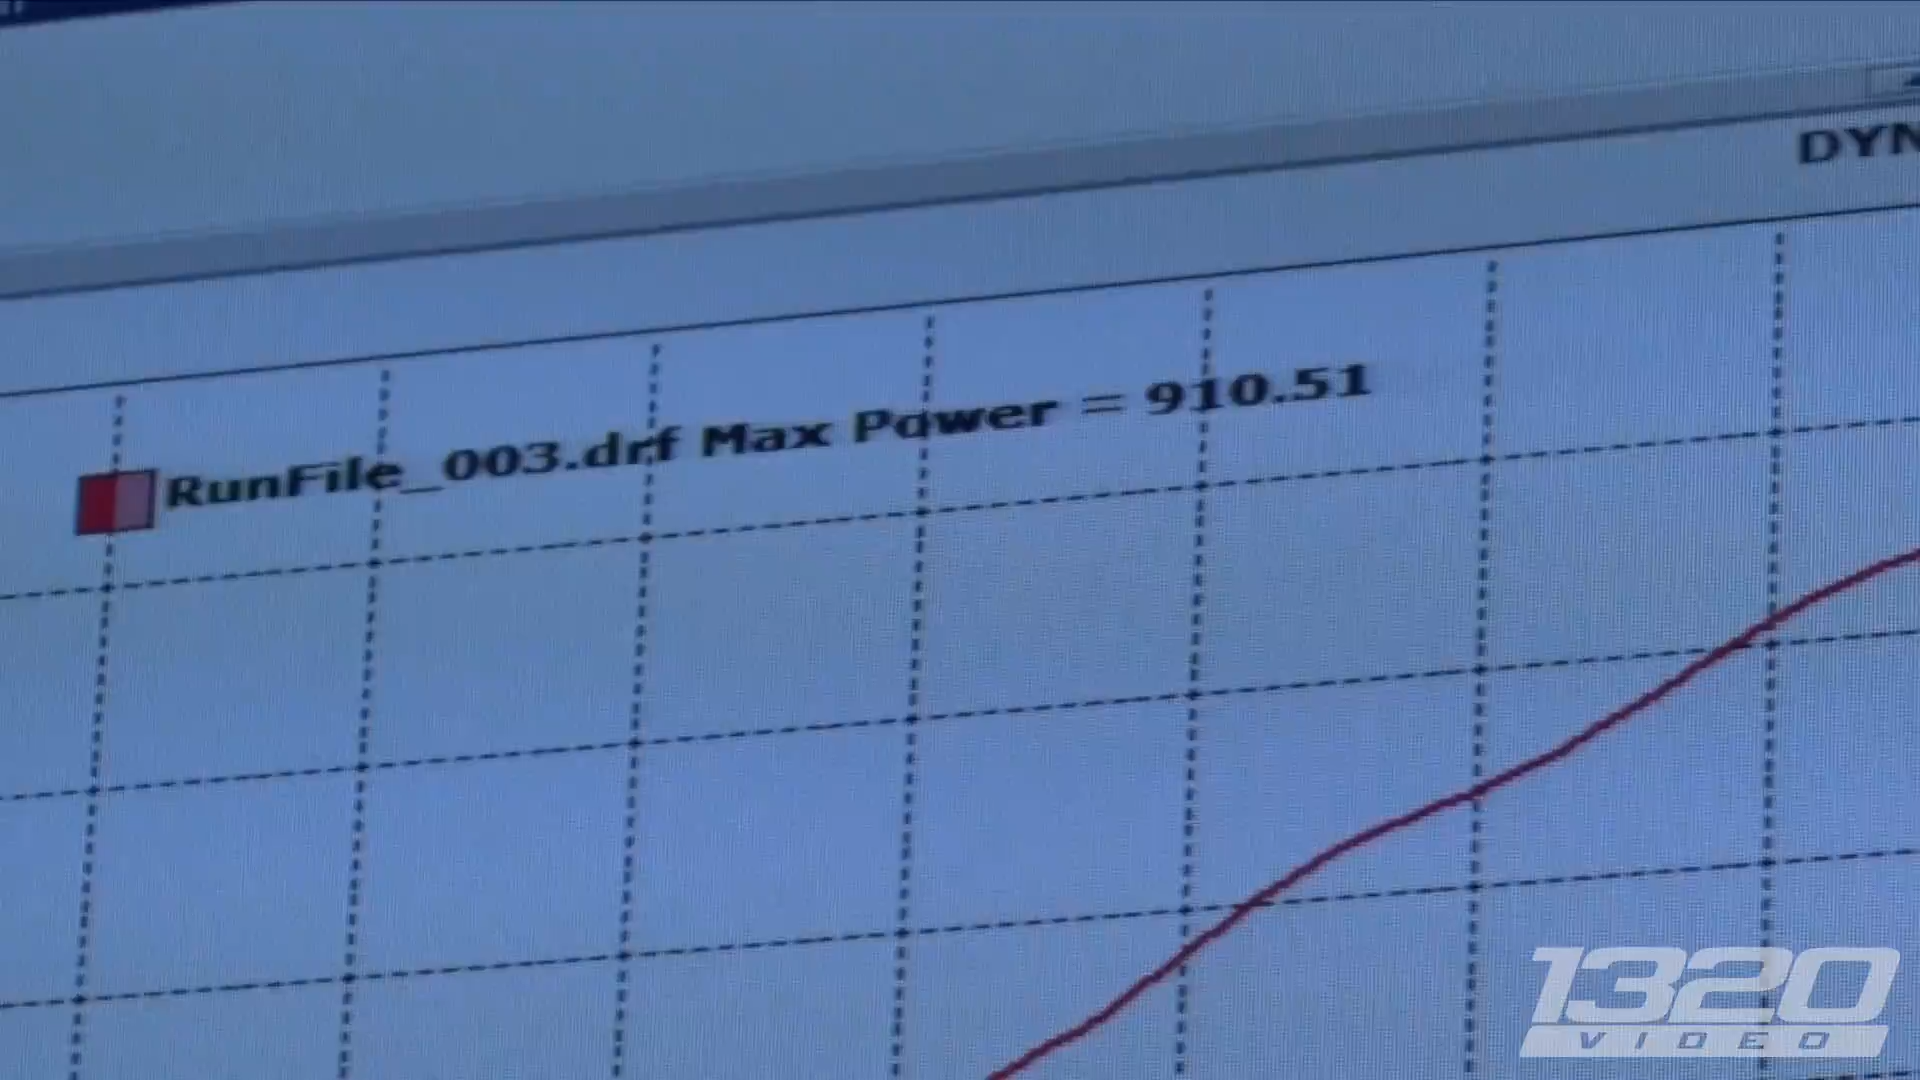 DYN
RunFile_003.drf Max Power = 910.51
1320
VIDEO